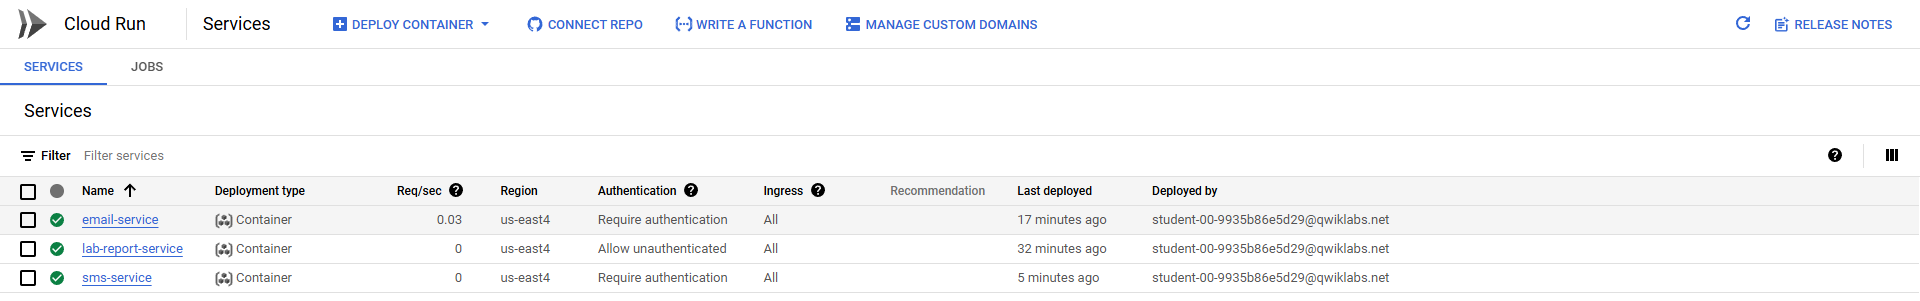 Cloud Run Services DEPLOY CONTAINER CONNECT REPO WRITE A FUNCTION MANAGE CUSTOM DOMAINS RELEASE NOTES
SERVICES JOBS
Services
Filter Filter services
Name Deployment type Req/sec Region Authentication Ingress Recommendation Last deployed Deployed by
email-service Container 0.03 us-east4 Require authentication All 17 minutes ago student-00-9935b86e5d29@qwiklabs.net
lab-report-service Container 0 us-east4 Allow unauthenticated All 32 minutes ago student-00-9935b86e5d29@qwiklabs.net
sms-service Container 0 us-east4 Require authentication All 5 minutes ago student-00-9935b86e5d29@qwiklabs.net